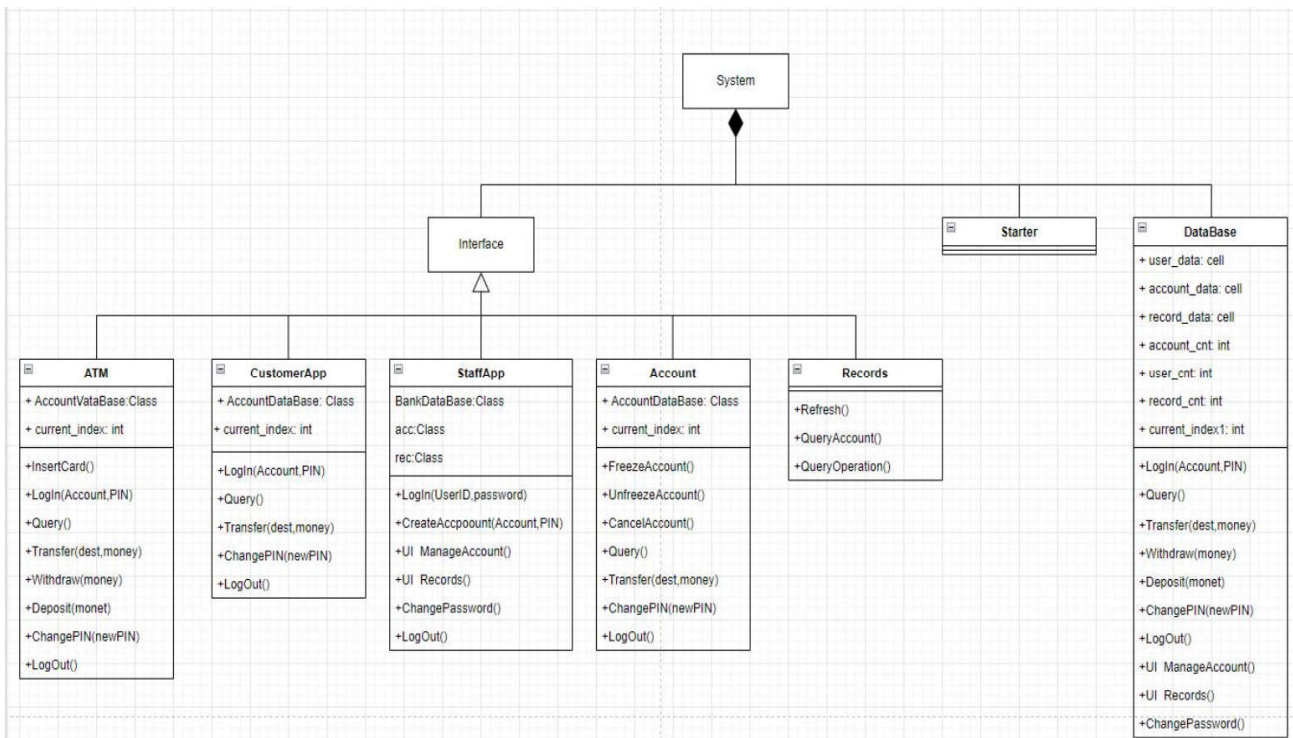 System
Interface
Starter
DataBase
+ user_data: cell
+ account_data: cell
+ record_data: cell
+ account_cnt: int
+ user_cnt: int
+ record_cnt: int
+ current_index1: int
+LogIn(Account,PIN)
+Query()
+Transfer(dest,money)
+Withdraw(money)
+Deposit(monet)
+ChangePIN(newPIN)
+LogOut()
+UI ManageAccount()
+UI Records()
+ChangePassword()
ATM
+ AccountVataBase:Class
+ current_index: int
+InsertCard()
+LogIn(Account,PIN)
+Query()
+Transfer(dest,money)
+Withdraw(money)
+Deposit(monet)
+ChangePIN(newPIN)
+LogOut()
CustomerApp
+ AccountDataBase: Class
+ current_index: int
+LogIn(Account,PIN)
+Query()
+Transfer(dest,money)
+ChangePIN(newPIN)
+LogOut()
StaffApp
BankDataBase:Class
acc:Class
rec:Class
+LogIn(UserID,password)
+CreateAccpoount(Account,PIN)
+UI ManageAccount()
+UI Records()
+ChangePassword()
+LogOut()
Account
+ AccountDataBase: Class
+ current_index: int
+FreezeAccount()
+UnfreezeAccount()
+CancelAccount()
+Query()
+Transfer(dest,money)
+ChangePIN(newPIN)
+LogOut()
Records
+Refresh()
+QueryAccount()
+QueryOperation()